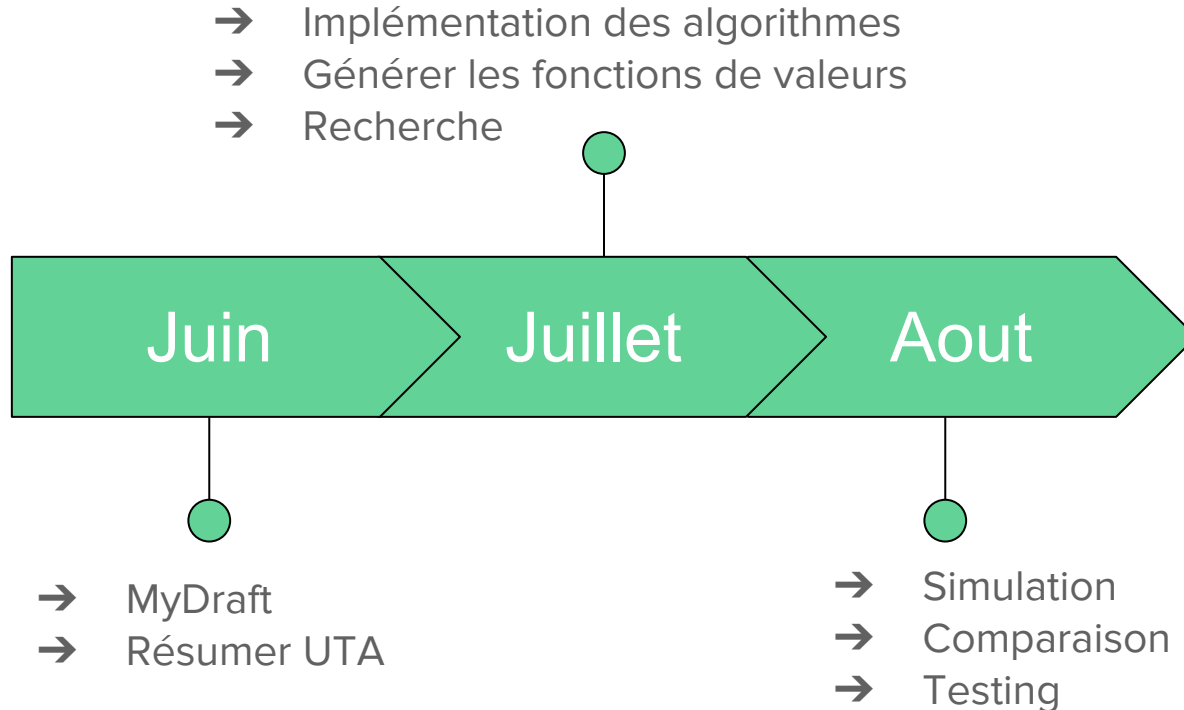 ➔ Implémentation des algorithmes
➔ Générer les fonctions de valeurs
➔ Recherche
Juin
Juillet
Aout
➔ MyDraft
➔ Résumer UTA
➔ Simulation
➔ Comparaison
➔ Testing